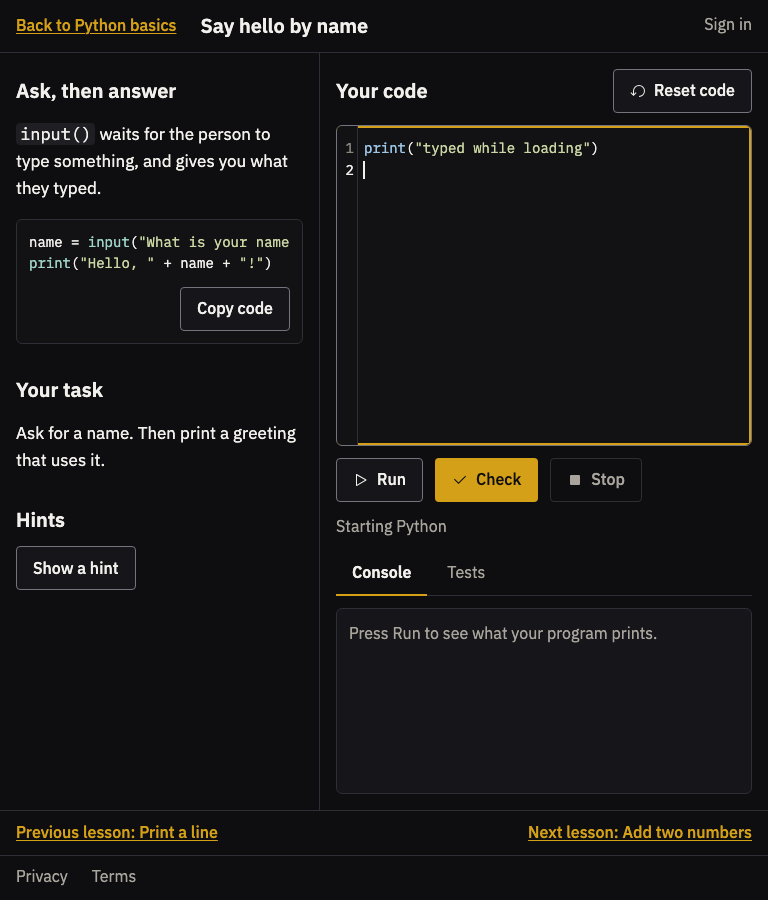 Back to Python basics
Say hello by name
Sign in
Ask, then answer
input() waits for the person to
type something, and gives you what
they typed.
name = input("What is your name
print("Hello, " + name + "!")
Copy code
Your task
Ask for a name. Then print a greeting
that uses it.
Hints
Show a hint
Your code
Reset code
1 print("typed while loading")
2
Run
Check
Stop
Starting Python
Console
Tests
Press Run to see what your program prints.
Previous lesson: Print a line
Next lesson: Add two numbers
Privacy
Terms